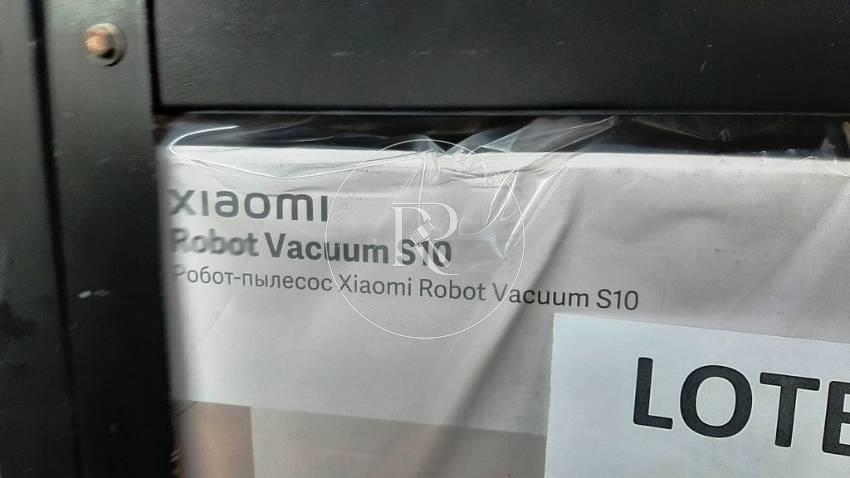 xiaomi
Robot Vacuum S10
Робот-пылесос Xiaomi Robot Vacuum S10
LOTE